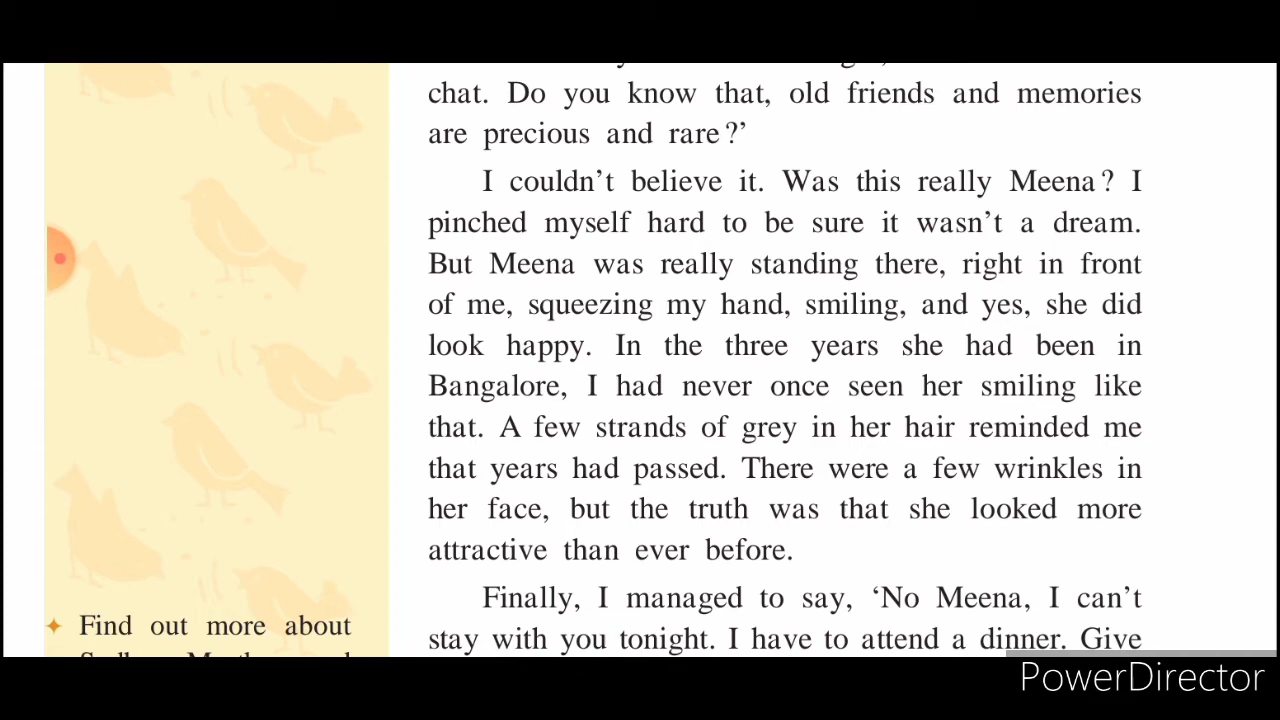 chat. Do you know that, old friends and memories
are precious and rare?’
I couldn’t believe it. Was this really Meena? I
pinched myself hard to be sure it wasn’t a dream.
But Meena was really standing there, right in front
of me, squeezing my hand, smiling, and yes, she did
look happy. In the three years she had been in
Bangalore, I had never once seen her smiling like
that. A few strands of grey in her hair reminded me
that years had passed. There were a few wrinkles in
her face, but the truth was that she looked more
attractive than ever before.
Finally, I managed to say, ‘No Meena, I can’t
stay with you tonight. I have to attend a dinner. Give
✦ Find out more about
PowerDirector